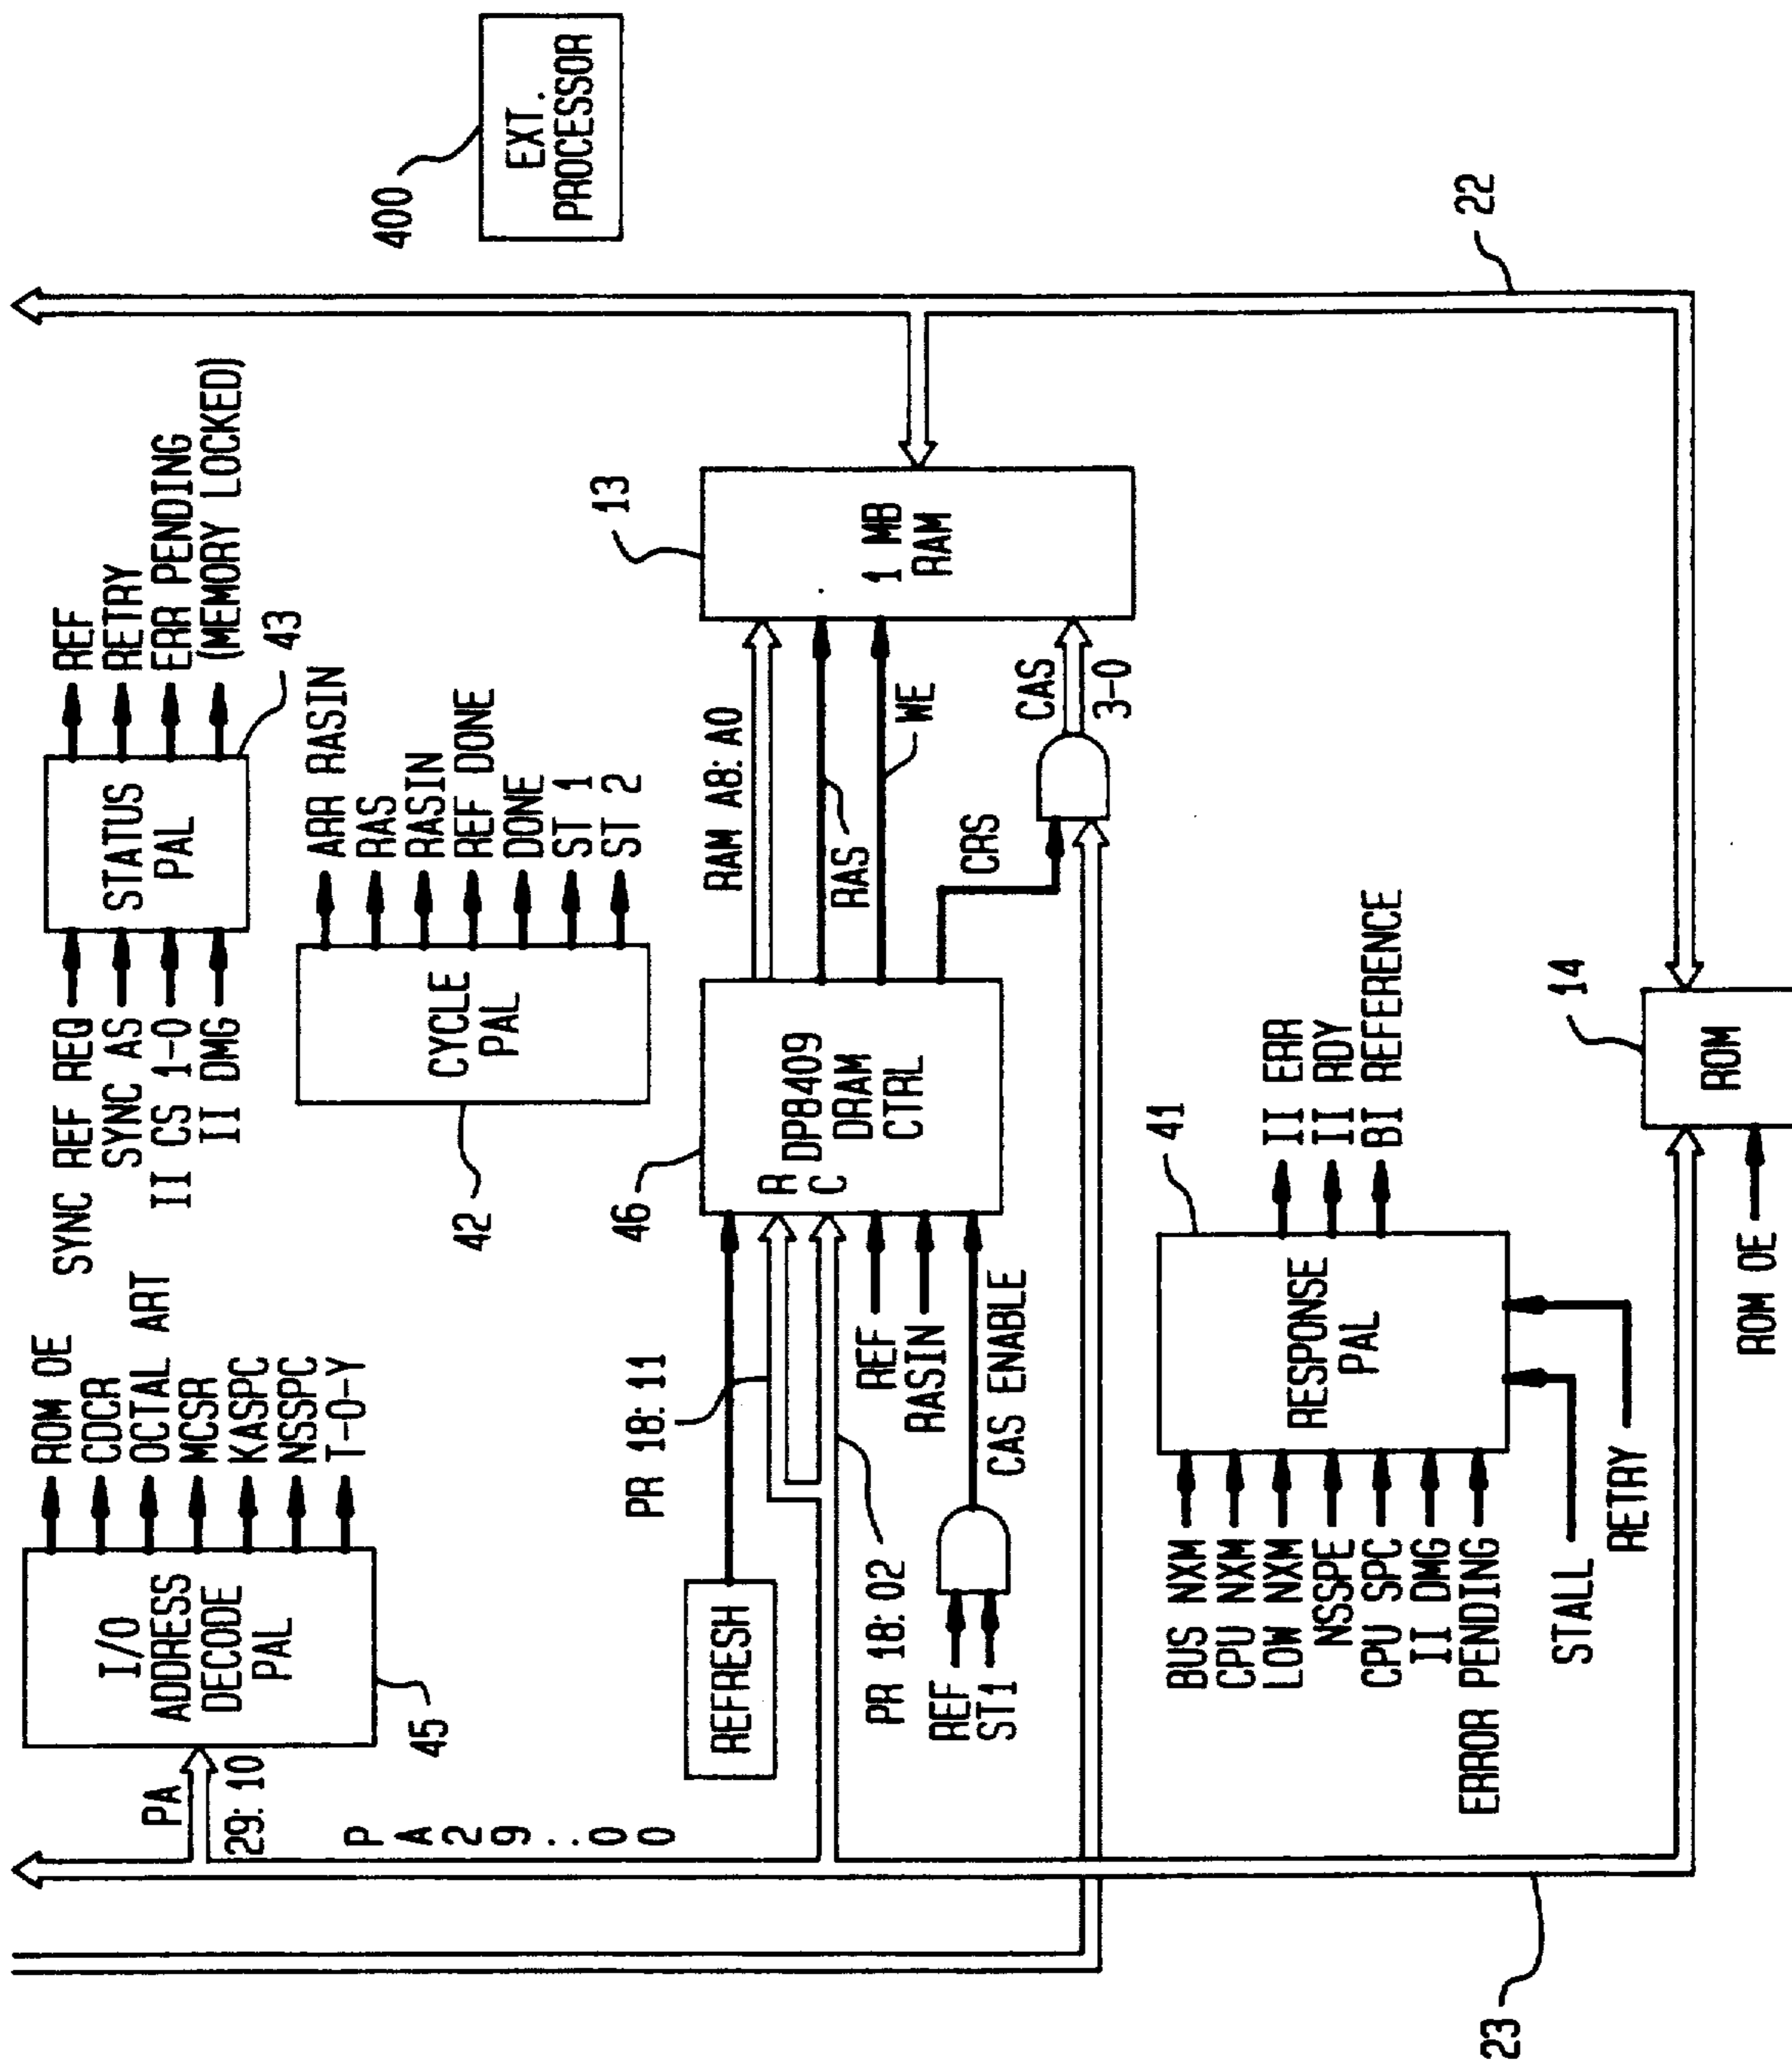 PA
29:10
I/O
ADDRESS
DECODE
PAL
45
ROM OE
CDCR
OCTAL ART
MCSR
KASPC
NSSPC
T-O-Y
SYNC REF REQ
SYNC AS
II CS 1-0
II DMG
STATUS
PAL
43
REF
RETRY
ERR PENDING
(MEMORY LOCKED)
CYCLE
PAL
42
ARR RASIN
RAS
RASIN
REF DONE
DONE
ST 1
ST 2
400
EXT.
PROCESSOR
PA29..00
REFRESH
PR 18:11
PR 18:02
REF
RASIN
CAS ENABLE
REF
ST1
46
R
C
DP8409
DRAM
CTRL
RAM A8:A0
RAS
WE
CRS
CAS
3-0
13
1 MB
RAM
BUS NXM
CPU NXM
LOW NXM
NSSPE
CPU SPC
II DMG
ERROR PENDING
STALL
RETRY
RESPONSE
PAL
41
II ERR
II RDY
BI REFERENCE
22
23
14
ROM
ROM OE